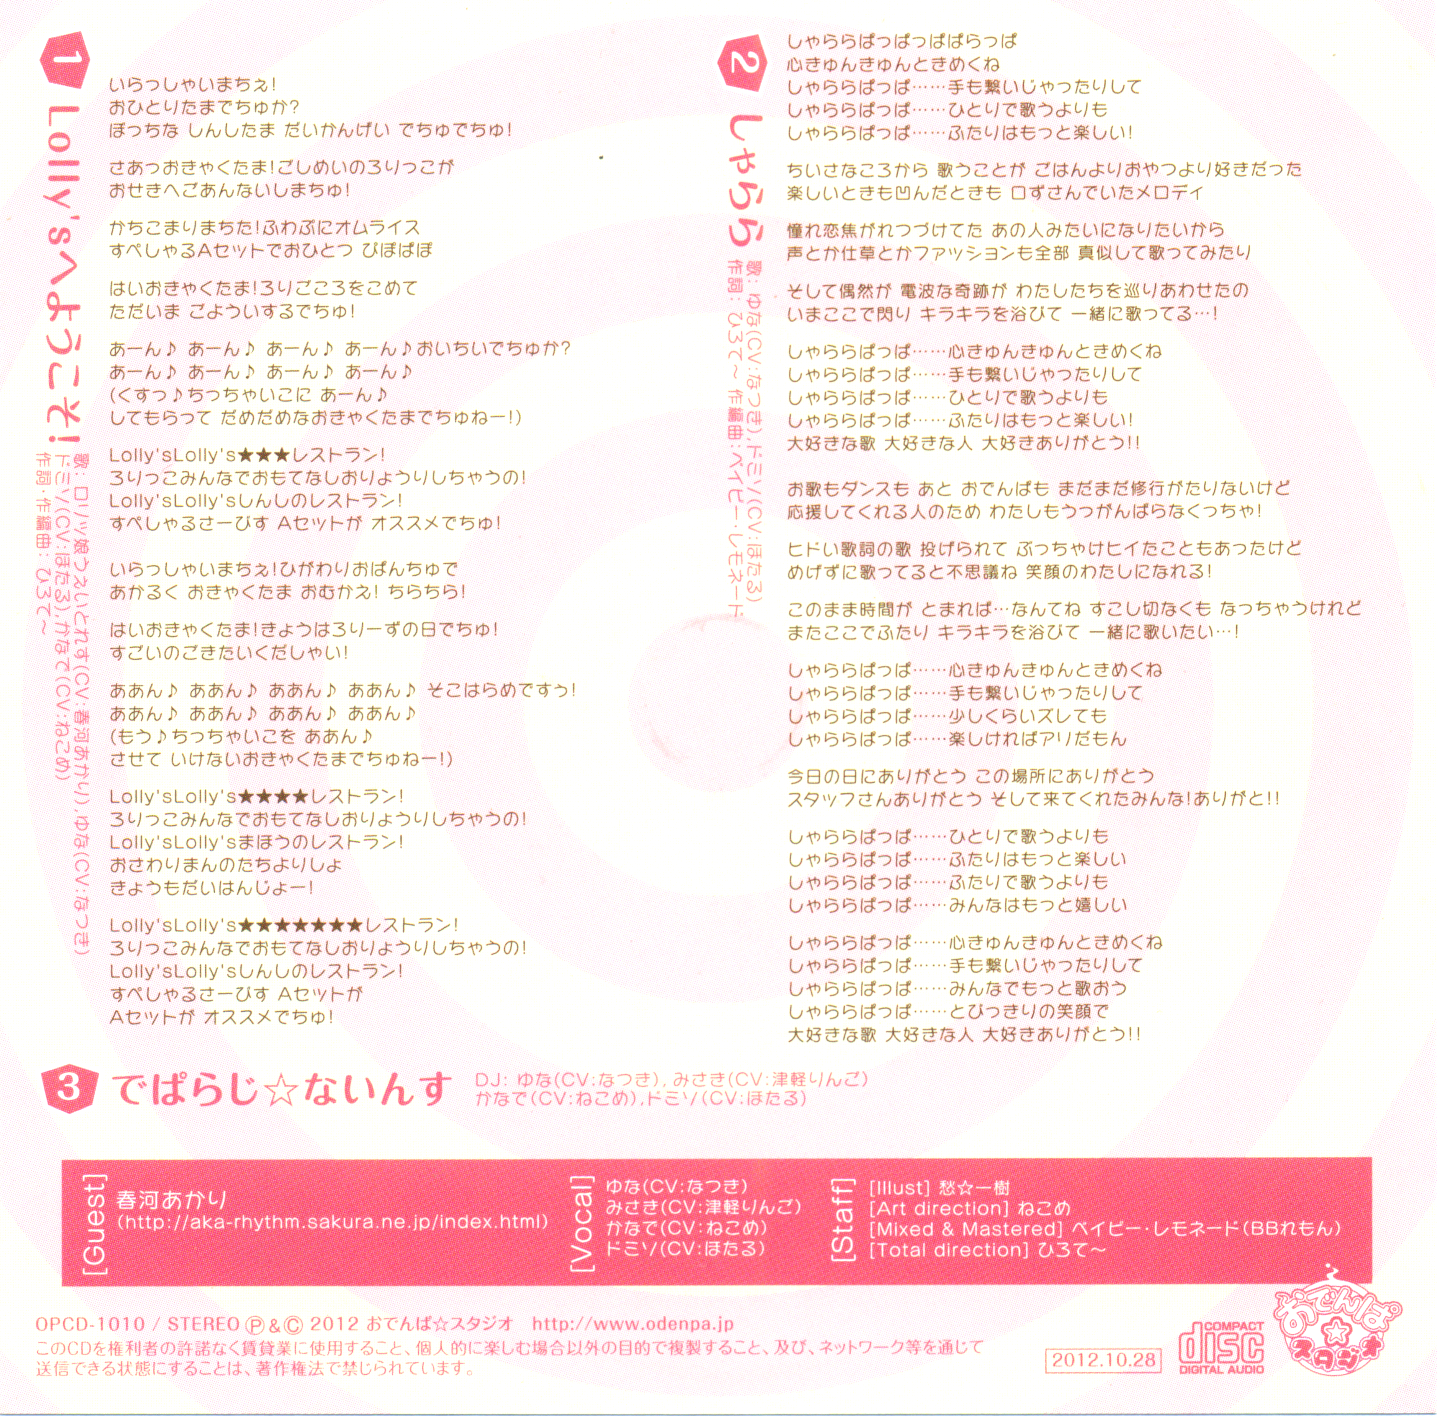 1
Lolly'sへようこそ!
歌:ロリッ娘うぇいとれす(CV:春河あかり),ゆな(CV:なつき)
ドミソ(CV:ほたる),かなで(CV:ねこめ)
作詞・作編曲:ひろて～
いらっしゃいまちぇ!
おひとりたまでちゅか?
ぼっちな しんしたま だいかんげい でちゅでちゅ!
さあっおきゃくたま!ごしめいのろりっこが
おせきへごあんないしまちゅ!
かちこまりまちた!ふわぷにオムライス
すぺしゃるAセットでおひとつ ぴぽぱぽ
はいおきゃくたま!ろりごころをこめて
ただいま ごよういするでちゅ!
あーん♪ あーん♪ あーん♪ あーん♪おいちいでちゅか?
あーん♪ あーん♪ あーん♪ あーん♪
(くすっ♪ちっちゃいこに あーん♪
してもらって だめだめなおきゃくたまでちゅねー!)
Lolly'sLolly's★★★レストラン!
ろりっこみんなでおもてなしおりょうりしちゃうの!
Lolly'sLolly'sしんしのレストラン!
すぺしゃるさーびす Aセットが オススメでちゅ!
いらっしゃいまちぇ!ひがわりおぱんちゅで
あかるく おきゃくたま おむかえ! ちらちら!
はいおきゃくたま!きょうはろりーずの日でちゅ!
すごいのごきたいくだしゃい!
ああん♪ ああん♪ ああん♪ ああん♪ そこはらめですぅ!
ああん♪ ああん♪ ああん♪ ああん♪
(もう♪ちっちゃいこを ああん♪
させて いけないおきゃくたまでちゅねー!)
Lolly'sLolly's★★★★レストラン!
ろりっこみんなでおもてなしおりょうりしちゃうの!
Lolly'sLolly'sまほうのレストラン!
おさわりまんのたちよりしょ
きょうもだいはんじょー!
Lolly'sLolly's★★★★★★★レストラン!
ろりっこみんなでおもてなしおりょうりしちゃうの!
Lolly'sLolly'sしんしのレストラン!
すぺしゃるさーびす Aセットが
Aセットが オススメでちゅ!
2
しゃらら
歌:ゆな(CV:なつき),ドミソ(CV:ほたる)
作詞:ひろて～ 作編曲:ベイビー・レモネード
しゃららぱっぱっぱぱらっぱ
心きゅんきゅんときめくね
しゃららぱっぱ……手も繋いじゃったりして
しゃららぱっぱ……ひとりで歌うよりも
しゃららぱっぱ……ふたりはもっと楽しい!
ちいさなころから 歌うことが ごはんよりおやつより好きだった
楽しいときも凹んだときも 口ずさんでいたメロディ
憧れ恋焦がれつづけてた あの人みたいになりたいから
声とか仕草とかファッションも全部 真似して歌ってみたり
そして偶然が 電波な奇跡が わたしたちを巡りあわせたの
いまここで閃り キラキラを浴びて 一緒に歌ってる…!
しゃららぱっぱ……心きゅんきゅんときめくね
しゃららぱっぱ……手も繋いじゃったりして
しゃららぱっぱ……ひとりで歌うよりも
しゃららぱっぱ……ふたりはもっと楽しい!
大好きな歌 大好きな人 大好きありがとう!!
お歌もダンスも あと おでんぱも まだまだ修行がたりないけど
応援してくれる人のため わたしもうっがんばらなくっちゃ!
ヒドい歌詞の歌 投げられて ぶっちゃけヒイたこともあったけど
めげずに歌ってると不思議ね 笑顔のわたしになれる!
このまま時間が とまれば…なんてね すこし切なくも なっちゃうけれど
またここでふたり キラキラを浴びて 一緒に歌いたい…!
しゃららぱっぱ……心きゅんきゅんときめくね
しゃららぱっぱ……手も繋いじゃったりして
しゃららぱっぱ……少しくらいズレても
しゃららぱっぱ……楽しければアリだもん
今日の日にありがとう この場所にありがとう
スタッフさんありがとう そして来てくれたみんな!ありがと!!
しゃららぱっぱ……ひとりで歌うよりも
しゃららぱっぱ……ふたりはもっと楽しい
しゃららぱっぱ……ふたりで歌うよりも
しゃららぱっぱ……みんなはもっと嬉しい
しゃららぱっぱ……心きゅんきゅんときめくね
しゃららぱっぱ……手も繋いじゃったりして
しゃららぱっぱ……みんなでもっと歌おう
しゃららぱっぱ……とびっきりの笑顔で
大好きな歌 大好きな人 大好きありがとう!!
3 でぱらじ☆ないんす
DJ: ゆな(CV:なつき), みさき(CV:津軽りんご)
かなで(CV:ねこめ),ドミソ(CV:ほたる)
[Guest]
春河あかり
(http://aka-rhythm.sakura.ne.jp/index.html)
[Vocal]
ゆな(CV:なつき)
みさき(CV:津軽りんご)
かなで(CV:ねこめ)
ドミソ(CV:ほたる)
[Staff]
[Illust] 愁☆一樹
[Art direction] ねこめ
[Mixed & Mastered] ベイビー・レモネード(BBれもん)
[Total direction] ひろて～
OPCD-1010 / STEREO Ⓟ&Ⓒ 2012 おでんぱ☆スタジオ http://www.odenpa.jp
このCDを権利者の許諾なく賃貸業に使用すること、個人的に楽しむ場合以外の目的で複製すること、及び、ネットワーク等を通じて
送信できる状態にすることは、著作権法で禁じられています。
2012.10.28
COMPACT
disc
DIGITAL AUDIO
おでんぱ
☆
スタジオ